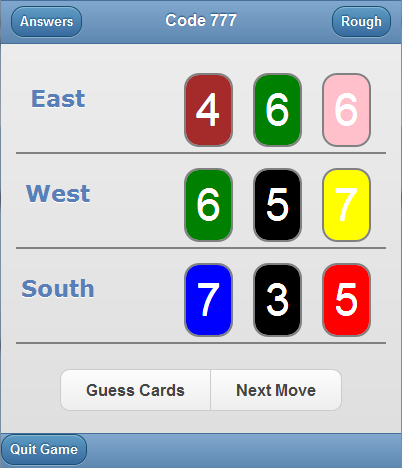 Answers Code 777 Rough
East 4 6 6
West 6 5 7
South 7 3 5
Guess Cards Next Move
Quit Game